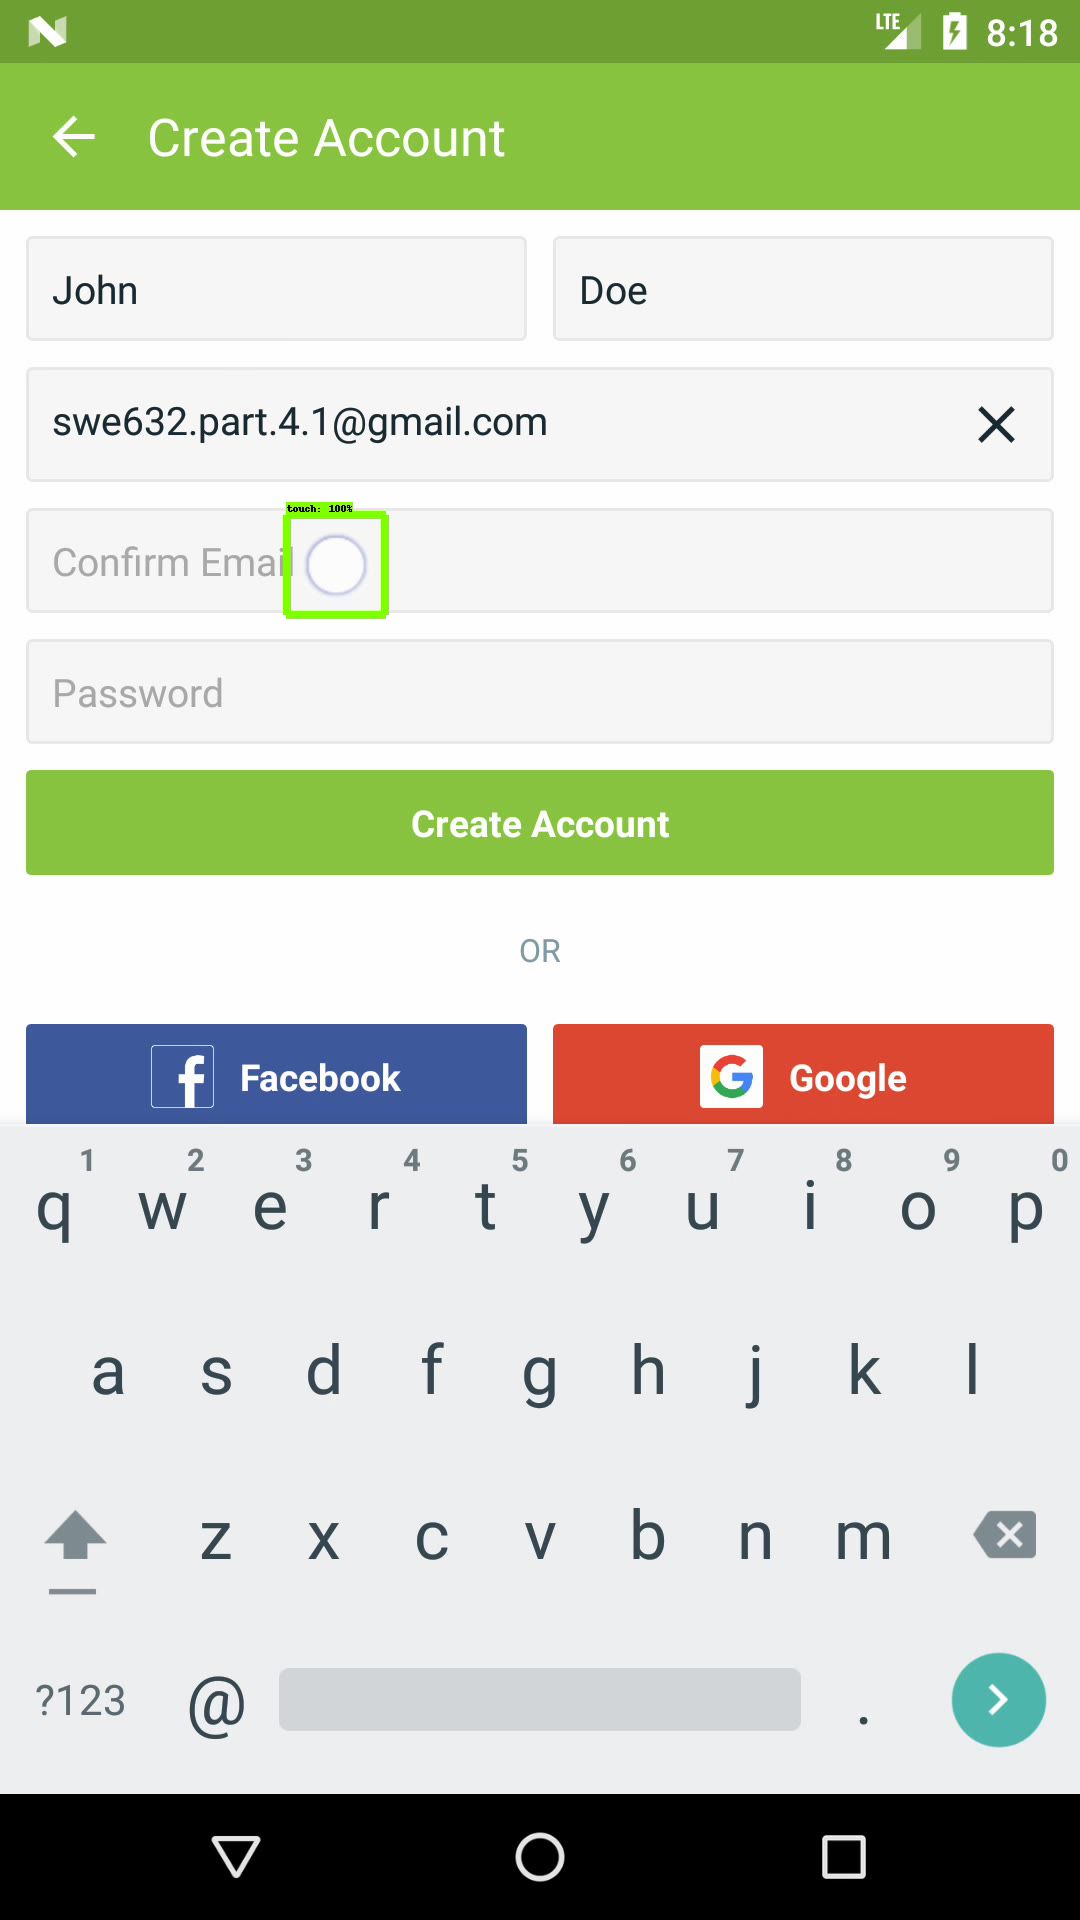 LTE 8:18
Create Account
John Doe
swe632.part.4.1@gmail.com
touch: 100%
Confirm Email
Password
Create Account
OR
Facebook Google
1 2 3 4 5 6 7 8 9 0
q w e r t y u i o p
a s d f g h j k l
z x c v b n m
?123 @ .